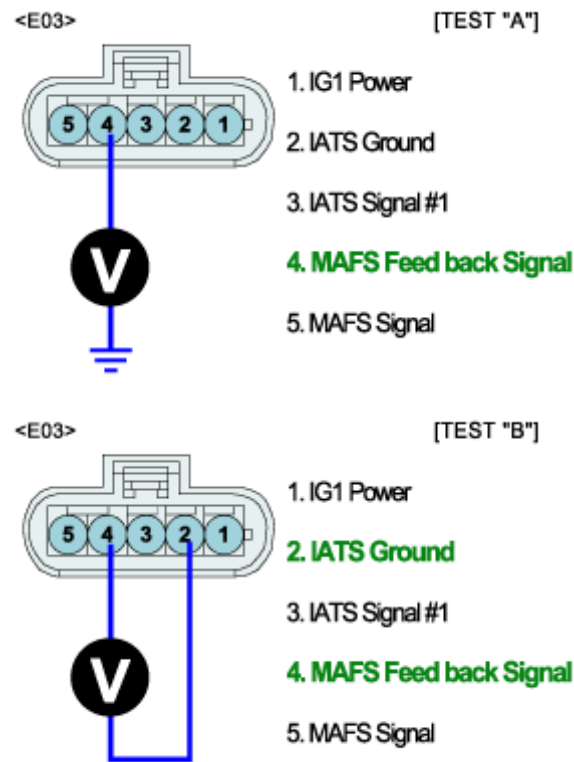 <E03> [TEST "A"]
5 4 3 2 1
1. IG1 Power
2. IATS Ground
3. IATS Signal #1
4. MAFS Feed back Signal
5. MAFS Signal
V
<E03> [TEST "B"]
5 4 3 2 1
1. IG1 Power
2. IATS Ground
3. IATS Signal #1
4. MAFS Feed back Signal
5. MAFS Signal
V